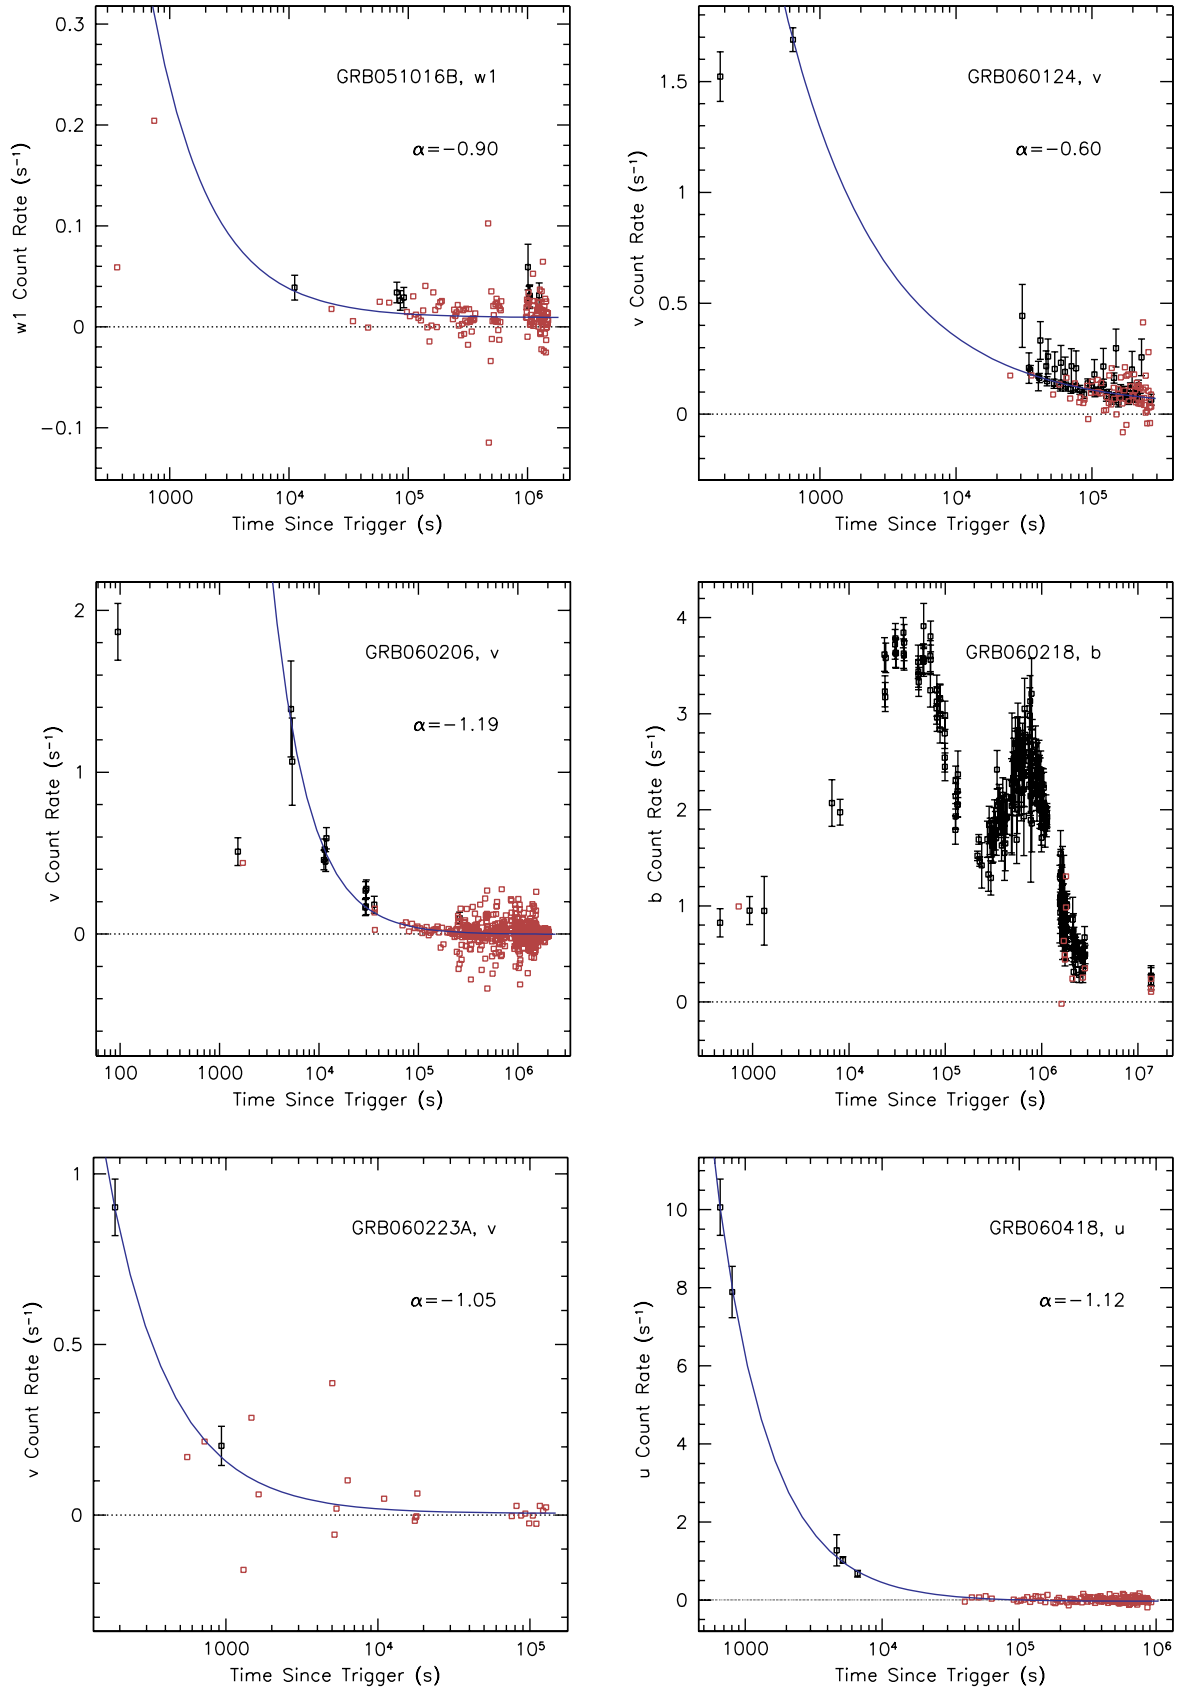 GRB051016B, w1
α=−0.90
0.3
0.2
0.1
0
−0.1
w1 Count Rate (s⁻¹)
1000 10⁴ 10⁵ 10⁶
Time Since Trigger (s)
GRB060124, v
α=−0.60
1.5
1
0.5
0
v Count Rate (s⁻¹)
1000 10⁴ 10⁵
Time Since Trigger (s)
GRB060206, v
α=−1.19
2
1
0
v Count Rate (s⁻¹)
100 1000 10⁴ 10⁵ 10⁶
Time Since Trigger (s)
GRB060218, b
4
3
2
1
0
b Count Rate (s⁻¹)
1000 10⁴ 10⁵ 10⁶ 10⁷
Time Since Trigger (s)
GRB060223A, v
α=−1.05
1
0.5
0
v Count Rate (s⁻¹)
1000 10⁴ 10⁵
Time Since Trigger (s)
GRB060418, u
α=−1.12
10
8
6
4
2
0
u Count Rate (s⁻¹)
1000 10⁴ 10⁵ 10⁶
Time Since Trigger (s)